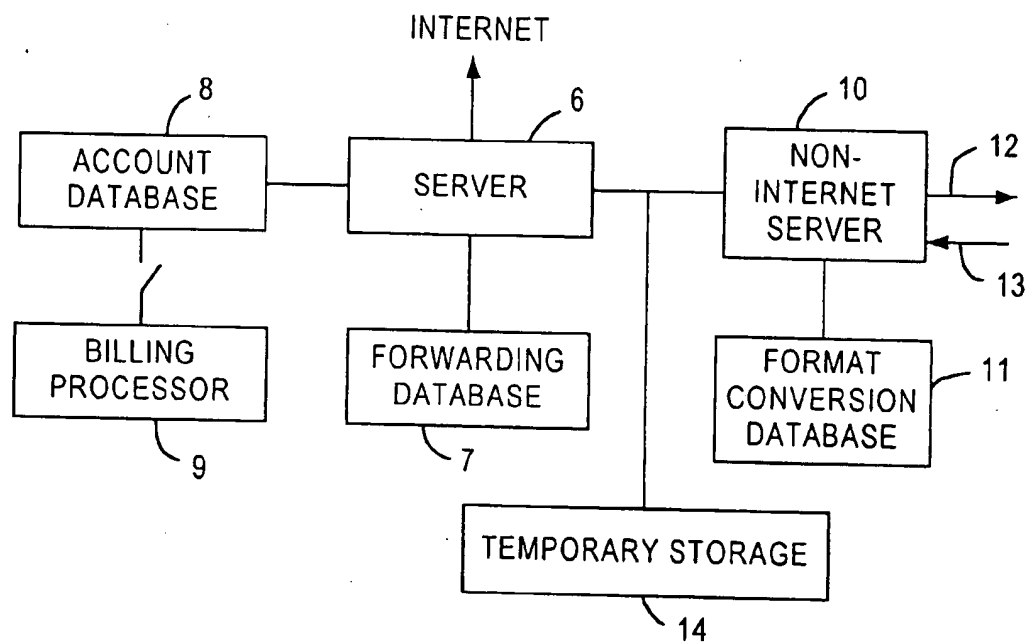 INTERNET
8
6
10
ACCOUNT
DATABASE
SERVER
NON-
INTERNET
SERVER
12
13
BILLING
PROCESSOR
FORWARDING
DATABASE
FORMAT
CONVERSION
DATABASE
11
9
7
TEMPORARY STORAGE
14